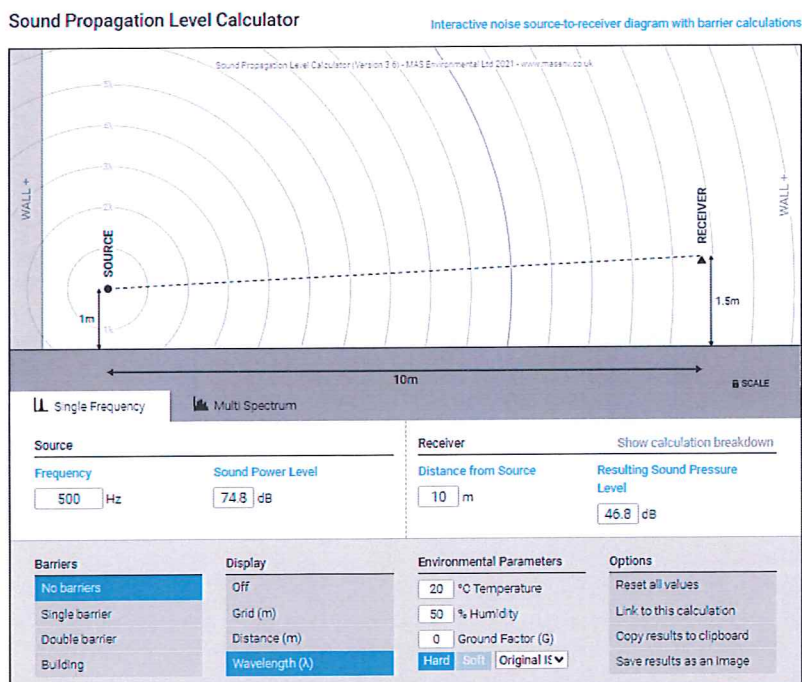 Sound Propagation Level Calculator
Interactive noise source-to-receiver diagram with barrier calculations
Sound Propagation Level Calculator (Version 3.6) - MAS Environmental Ltd 2021 - www.masenv.co.uk
WALL +
SOURCE
RECEIVER
WALL +
1m
1.5m
10m
SCALE
Single Frequency
Multi Spectrum
Source
Receiver
Show calculation breakdown
Frequency
Sound Power Level
Distance from Source
Resulting Sound Pressure
Level
500 Hz
74.8 dB
10 m
46.8 dB
Barriers
Display
Environmental Parameters
Options
No barriers
Off
20 °C Temperature
Reset all values
Single barrier
Grid (m)
50 % Humidity
Link to this calculation
Double barrier
Distance (m)
0 Ground Factor (G)
Copy results to clipboard
Building
Wavelength (λ)
Hard Soft Original IS
Save results as an Image